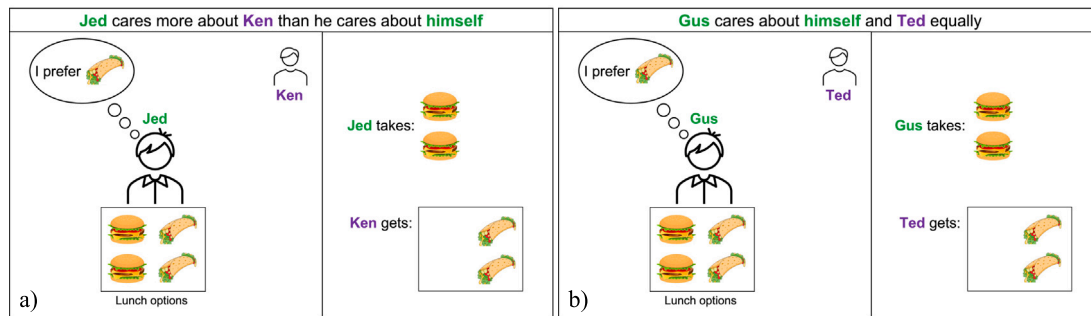 Jed cares more about Ken than he cares about himself
I prefer
Ken
Jed
Jed takes:
Ken gets:
Lunch options
a)
Gus cares about himself and Ted equally
I prefer
Ted
Gus
Gus takes:
Ted gets:
Lunch options
b)